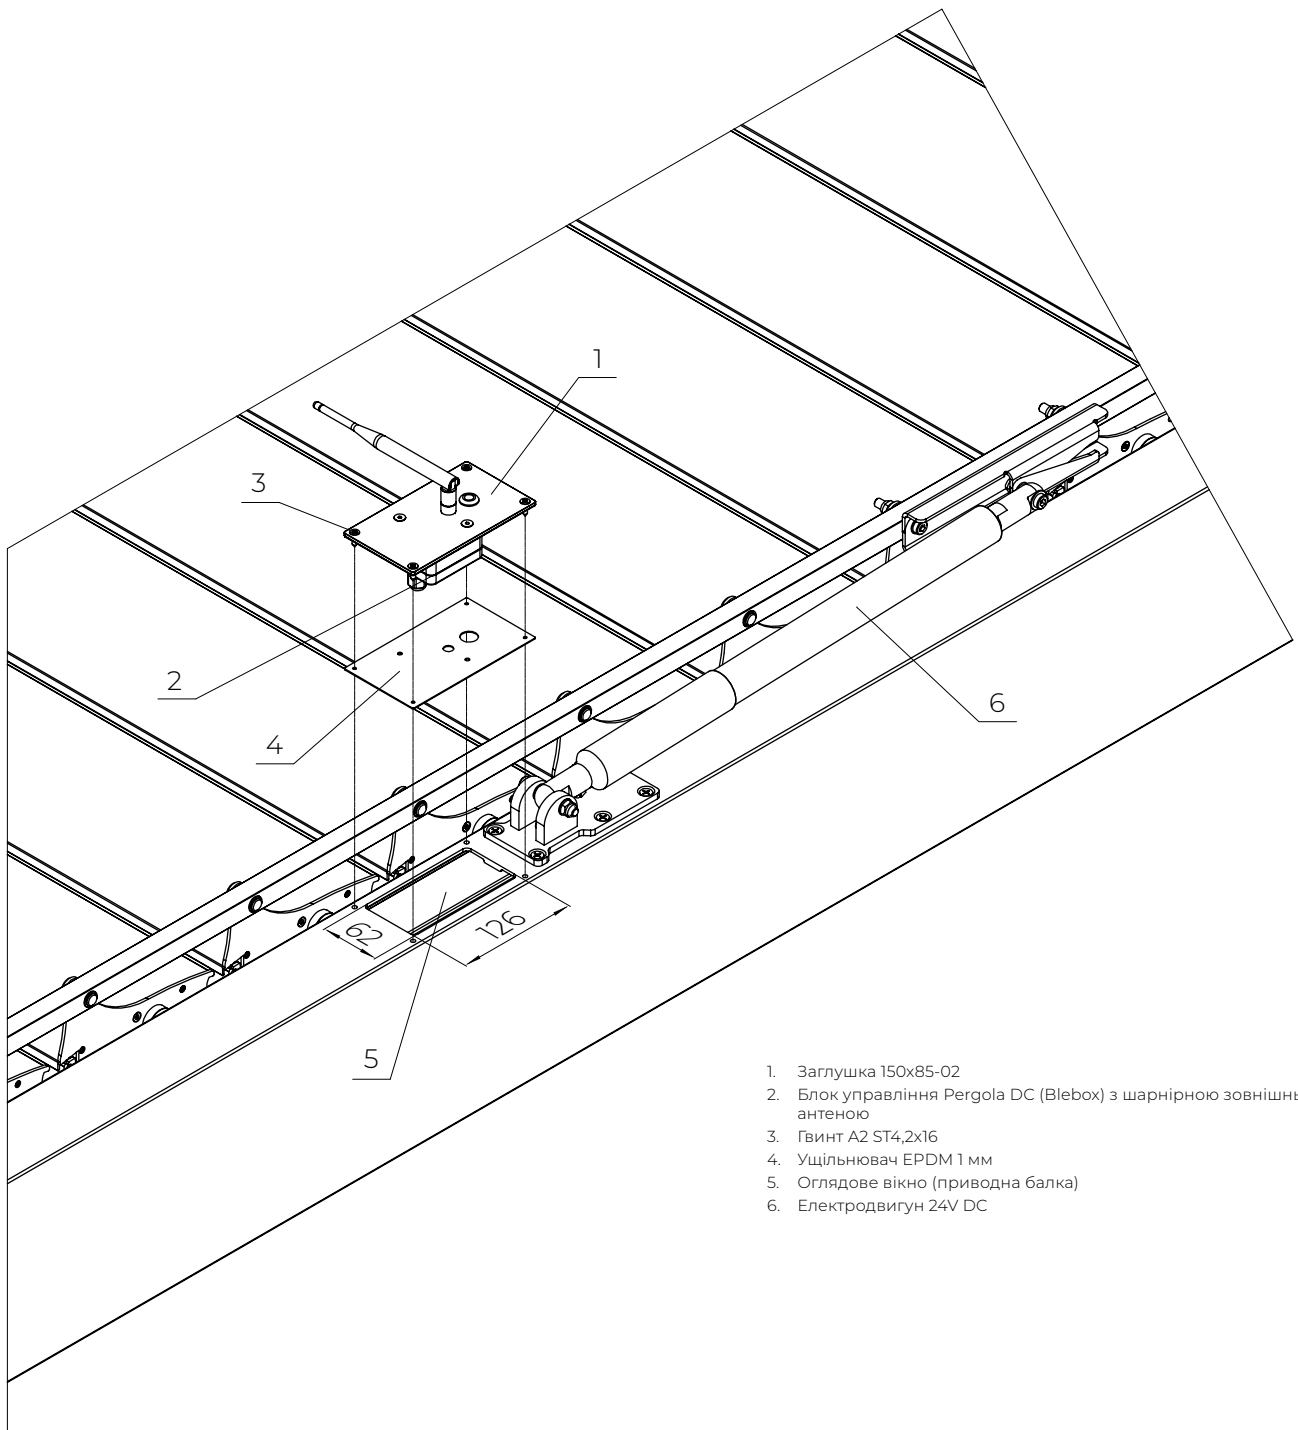 1
3
2
4
6
62
126
5
1. Заглушка 150x85-02
2. Блок управління Pergola DC (Blebox) з шарнірною зовнішнь
антеною
3. Гвинт А2 ST4,2x16
4. Ущільнювач EPDM 1 мм
5. Оглядове вікно (приводна балка)
6. Електродвигун 24V DC